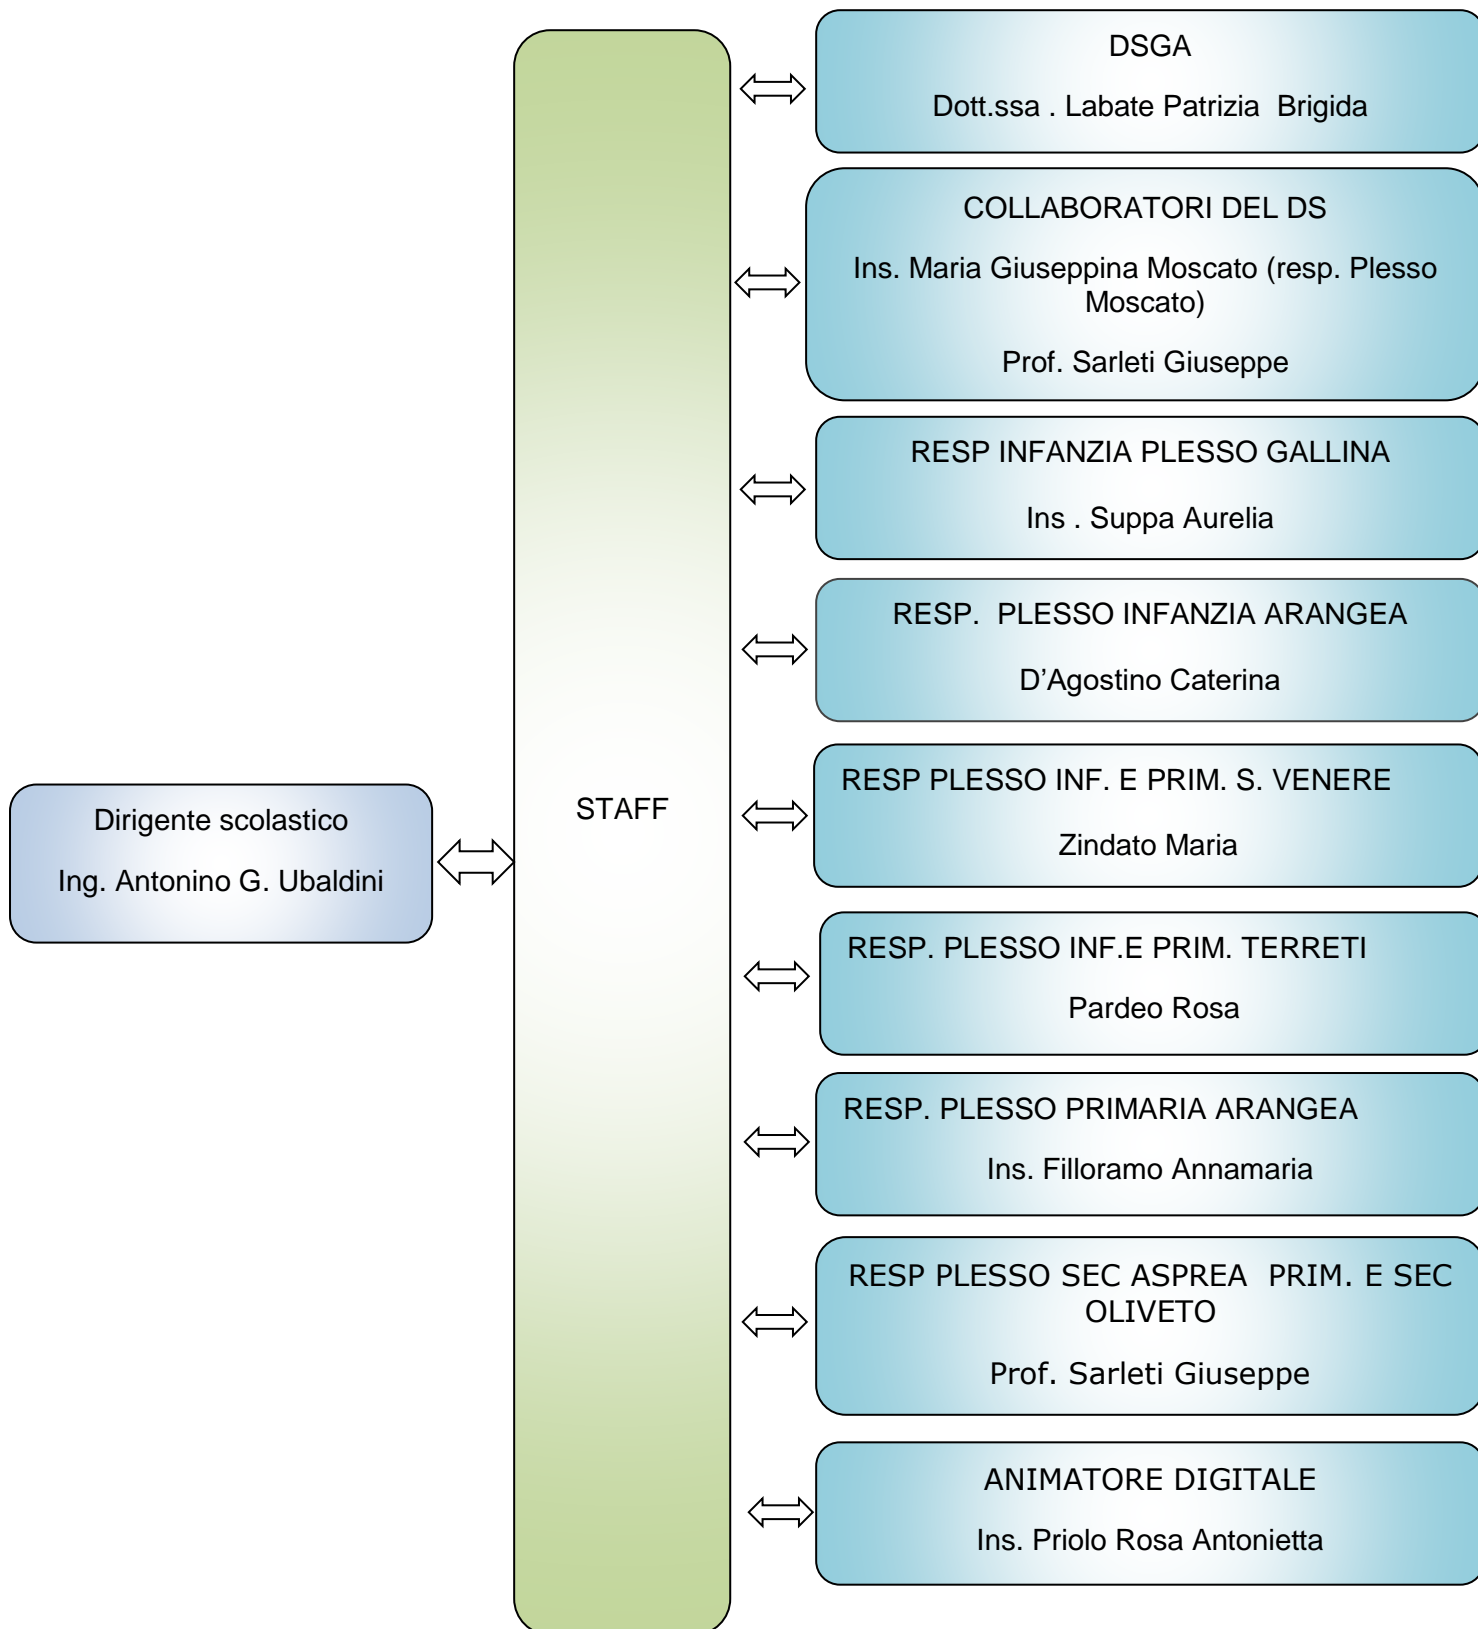 DSGA
Dott.ssa . Labate Patrizia  Brigida
COLLABORATORI DEL DS
Ins. Maria Giuseppina Moscato (resp. Plesso
Moscato)
Prof. Sarleti Giuseppe
RESP INFANZIA PLESSO GALLINA
Ins . Suppa Aurelia
RESP.  PLESSO INFANZIA ARANGEA
D’Agostino Caterina
RESP PLESSO INF. E PRIM. S. VENERE
Zindato Maria
Dirigente scolastico
Ing. Antonino G. Ubaldini
STAFF
RESP. PLESSO INF.E PRIM. TERRETI
Pardeo Rosa
RESP. PLESSO PRIMARIA ARANGEA
Ins. Filloramo Annamaria
RESP PLESSO SEC ASPREA  PRIM. E SEC
OLIVETO
Prof. Sarleti Giuseppe
ANIMATORE DIGITALE
Ins. Priolo Rosa Antonietta